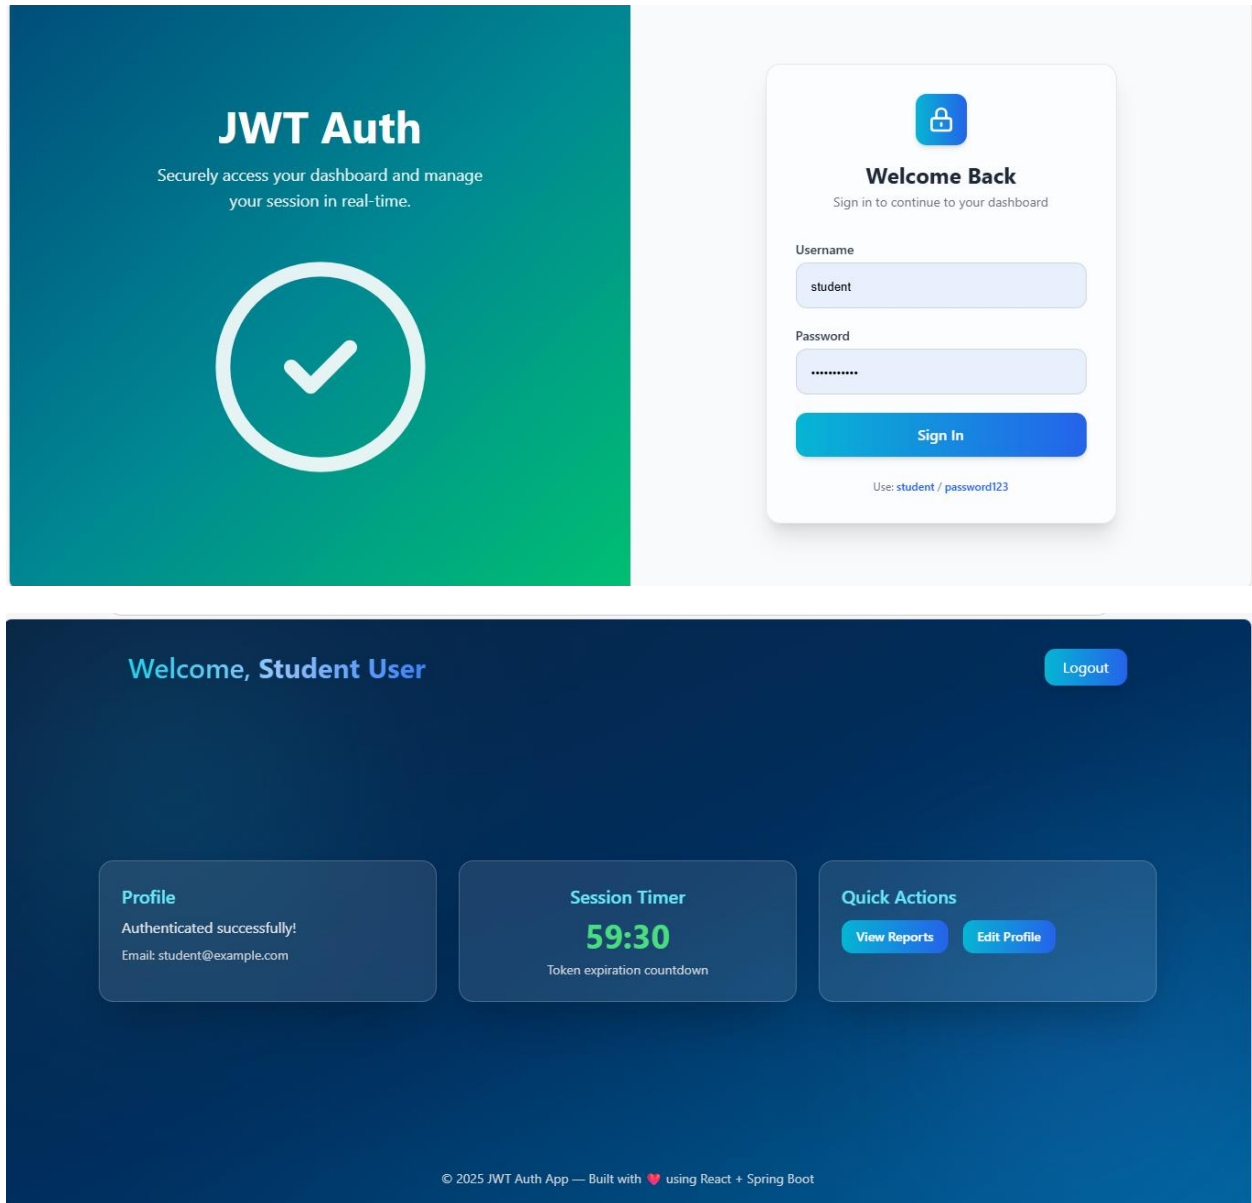 JWT Auth
Securely access your dashboard and manage
your session in real-time.
Welcome Back
Sign in to continue to your dashboard
Username
student
Password
•••••••••••
Sign In
Use: student / password123
Welcome, Student User
Logout
Profile
Authenticated successfully!
Email: student@example.com
Session Timer
59:30
Token expiration countdown
Quick Actions
View Reports
Edit Profile
© 2025 JWT Auth App — Built with ❤️ using React + Spring Boot